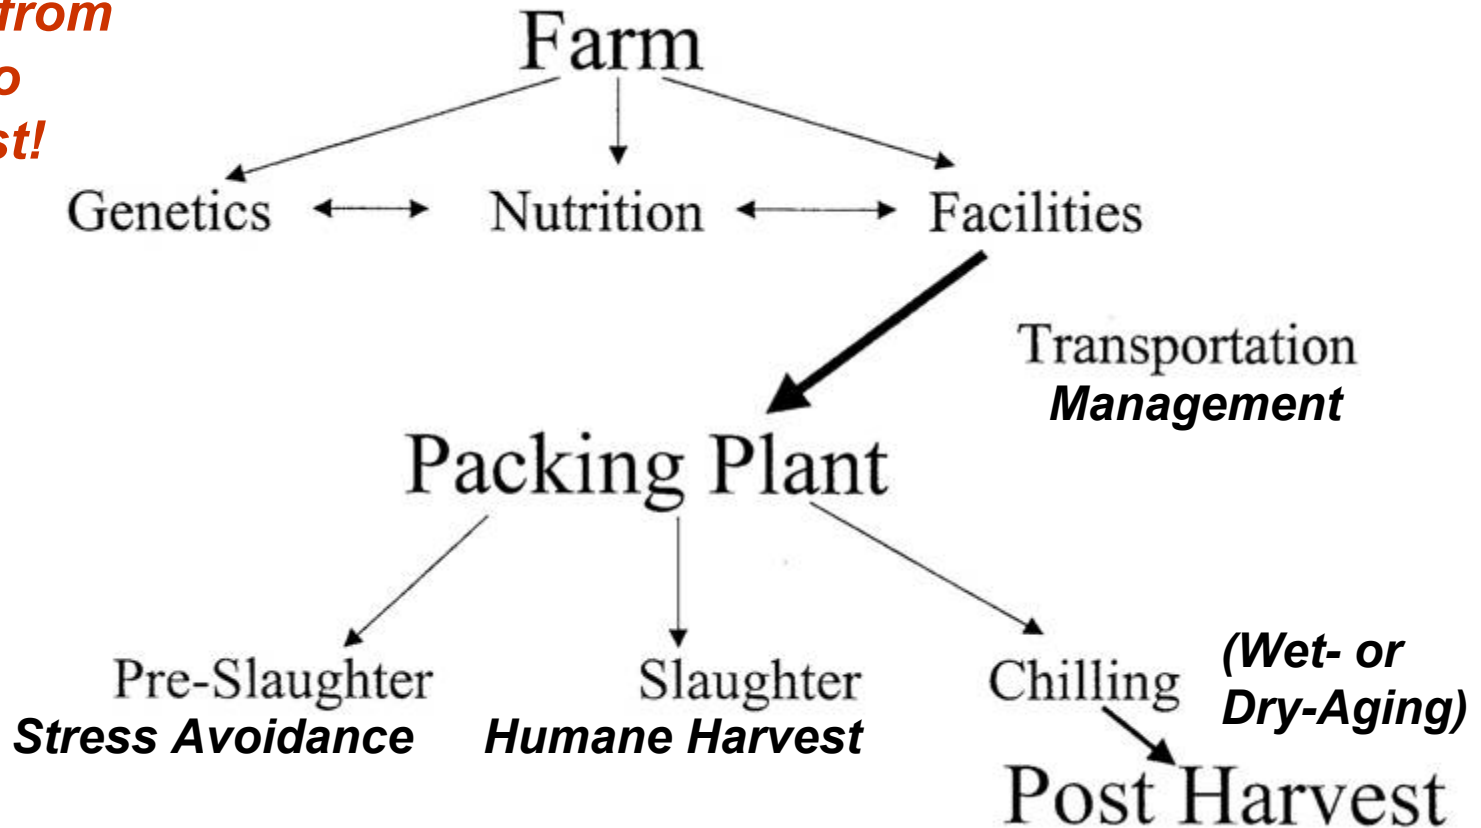 from
Farm
st!
Genetics
Nutrition
Facilities
Transportation
Management
Packing Plant
Pre-Slaughter
Stress Avoidance
Slaughter
Humane Harvest
Chilling
(Wet- or
Dry-Aging)
Post Harvest